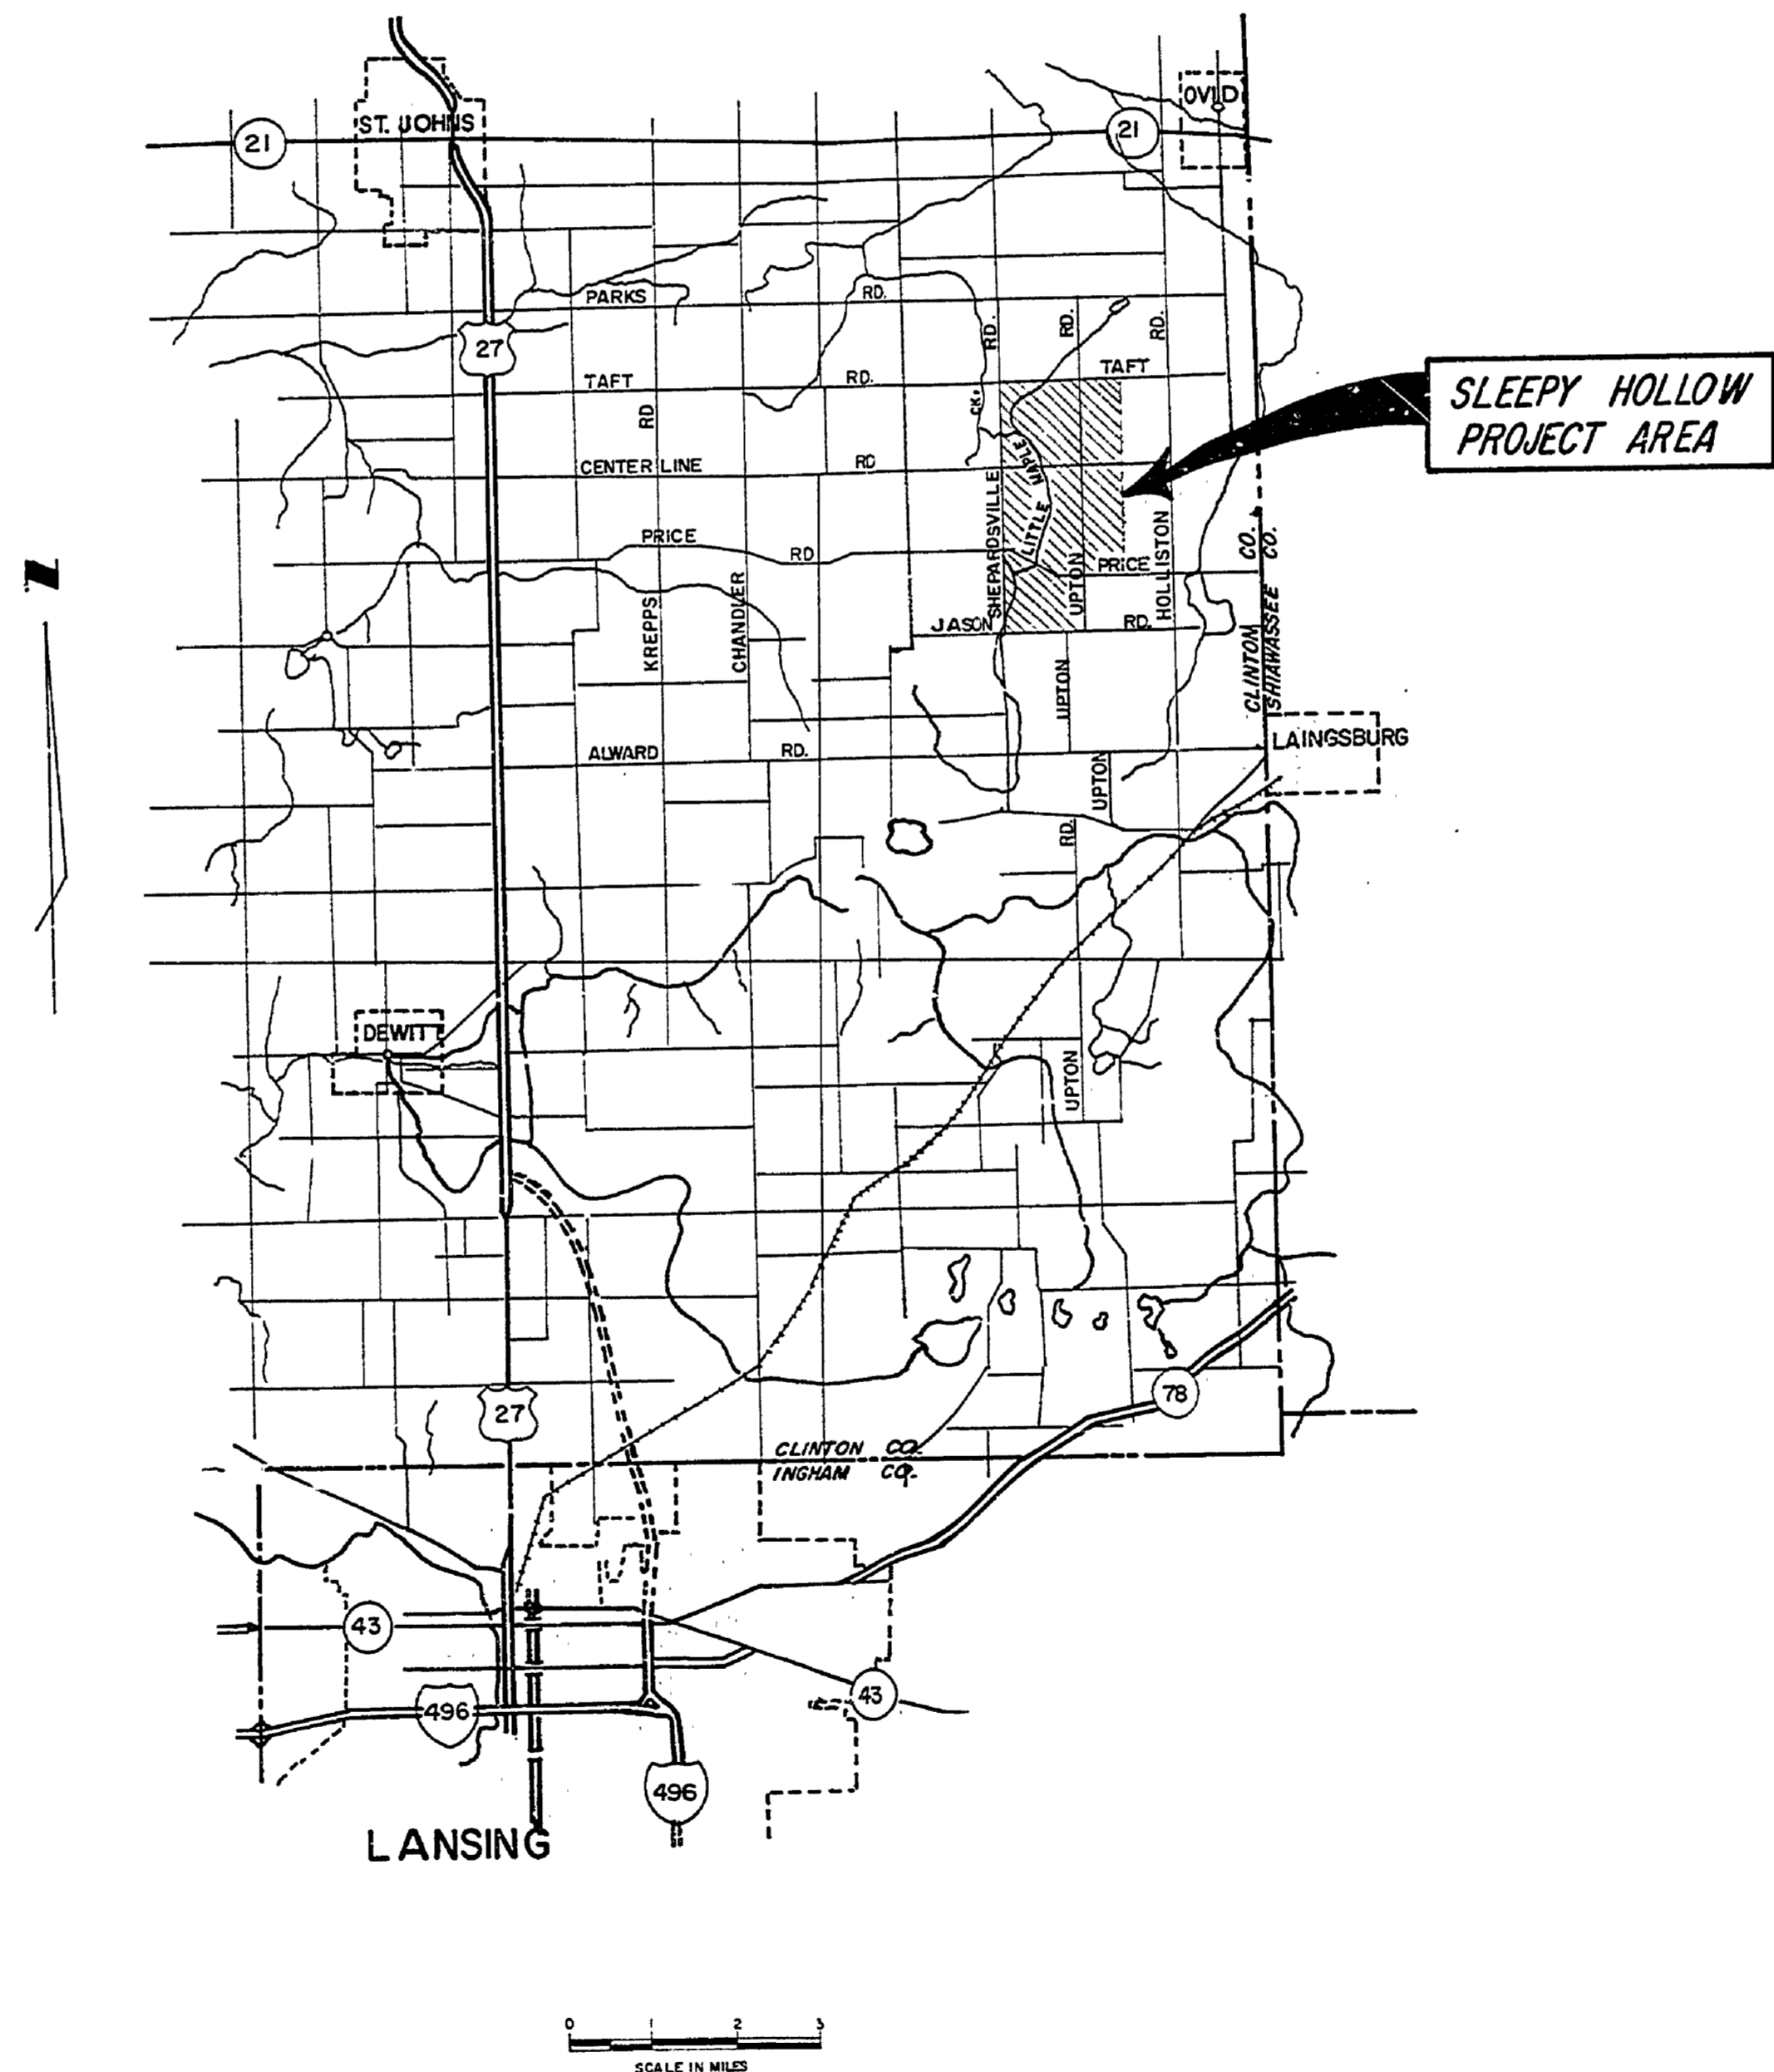 OVID
ST. JOHNS
21
21
PARKS
RD.
27
RD.
RD.
RD.
TAFT
RD.
TAFT
SLEEPY HOLLOW
PROJECT AREA
RD
CK.
CENTER LINE
RD
MAPLE
LITTLE
SHEPARDSVILLE
PRICE
RD
PRICE
UPTON
HOLLISTON
CLINTON CO.
SHIAWASSEE CO.
Z
KREPPS
CHANDLER
JASON
RD.
UPTON
LAINGSBURG
ALWARD
RD.
UPTON
RD.
DEWITT
UPTON
78
27
CLINTON CO.
INGHAM CO.
43
43
496
496
LANSING
0 1 2 3
SCALE IN MILES